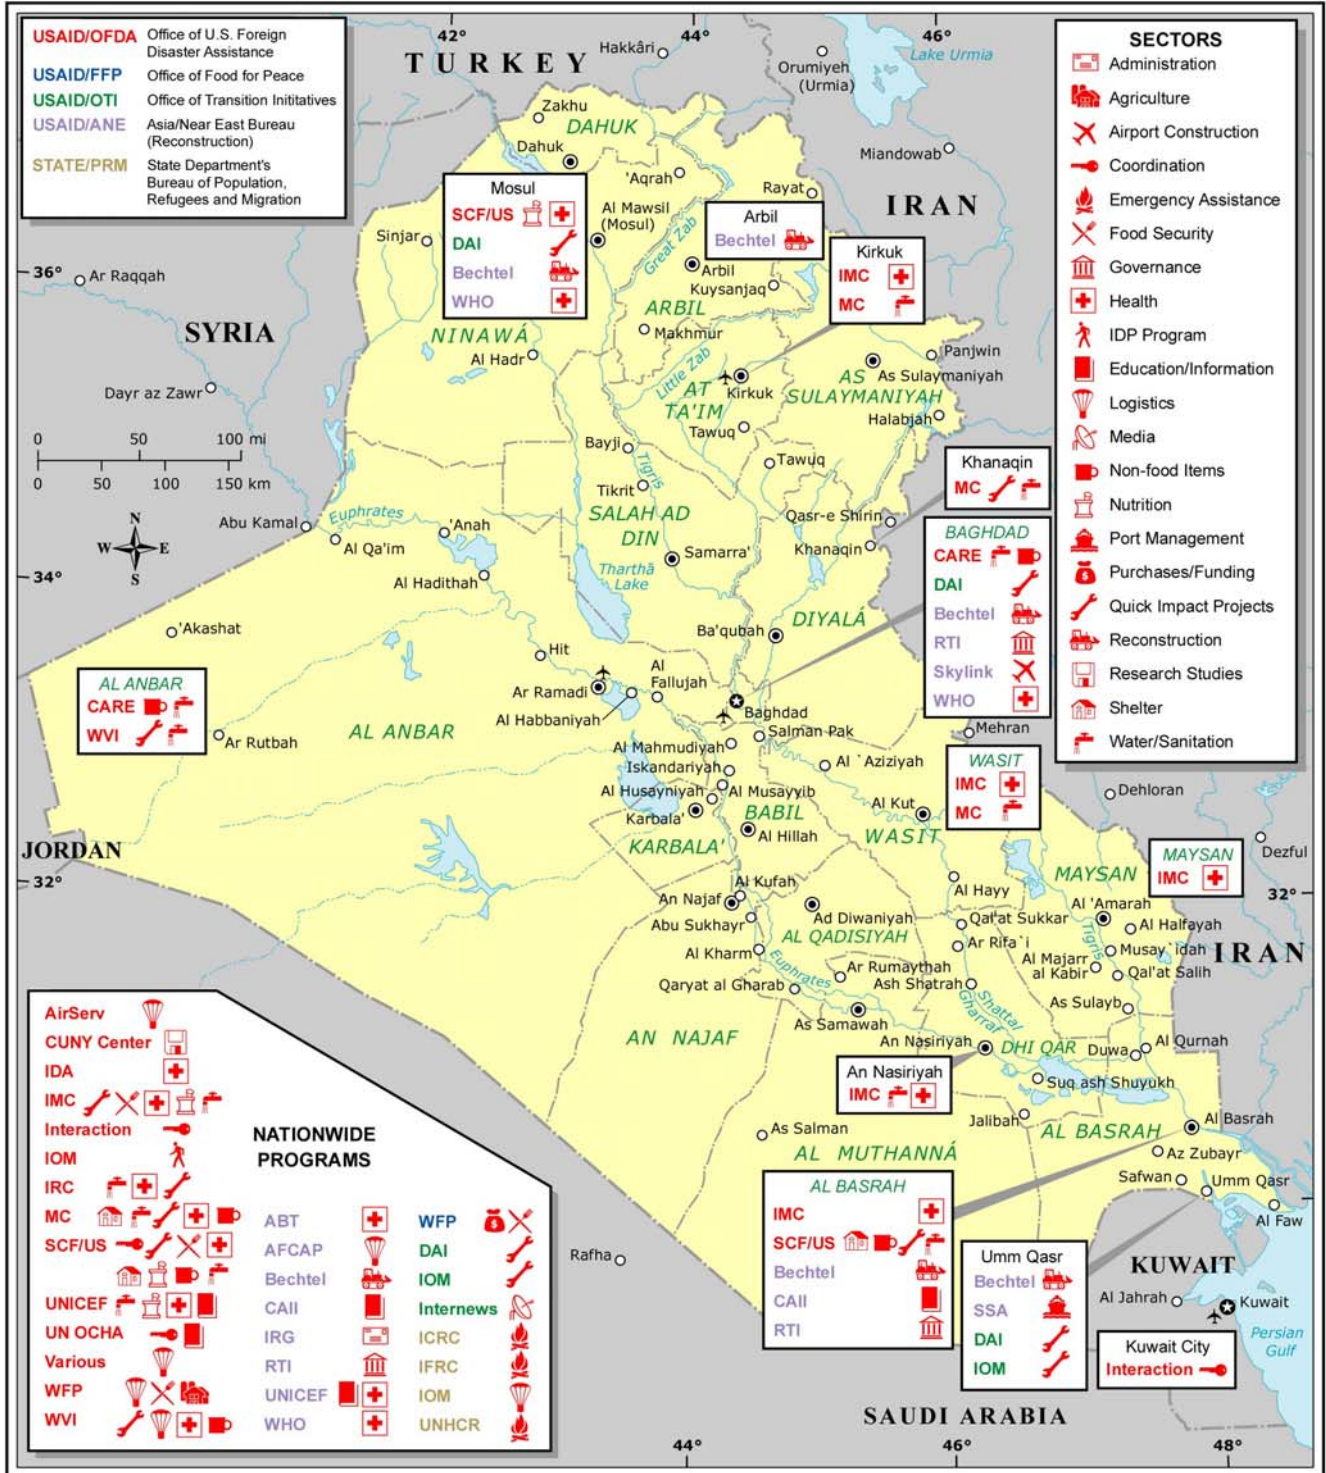 USAID/OFDA Office of U.S. Foreign
Disaster Assistance
USAID/FFP Office of Food for Peace
USAID/OTI Office of Transition Inititatives
USAID/ANE Asia/Near East Bureau
(Reconstruction)
STATE/PRM State Department's
Bureau of Population,
Refugees and Migration
42°
44°
46°
TURKEY
Hakkâri
Orumiyeh
(Urmia)
Lake Urmia
SECTORS
Administration
Agriculture
Airport Construction
Coordination
Emergency Assistance
Food Security
Governance
Health
IDP Program
Education/Information
Logistics
Media
Non-food Items
Nutrition
Port Management
Purchases/Funding
Quick Impact Projects
Reconstruction
Research Studies
Shelter
Water/Sanitation
Zakhu
DAHUK
Dahuk
'Aqrah
Miandowab
Rayat
IRAN
Mosul
SCF/US
DAI
Bechtel
WHO
Al Mawsil
(Mosul)
Arbil
Bechtel
Kirkuk
IMC
MC
Sinjar
Great Zab
36°
Ar Raqqah
Arbil
Kuysanjaq
ARBIL
SYRIA
NINAWÁ
Makhmur
Al Hadr
Panjwin
As Sulaymaniyah
Little Zab
Dayr az Zawr
Kirkuk
AT
TA'IM
AS
SULAYMANIYAH
Halabjah
Tawuq
0 50 100 mi
0 50 100 150 km
Bayji
Tigris
Tawuq
Khanaqin
MC
Tikrit
SALAH AD
DIN
N
W E
S
Abu Kamal
Euphrates
'Anah
Al Qa'im
Qasr-e Shirin
Khanaqin
Samarra'
BAGHDAD
CARE
DAI
Bechtel
RTI
Skylink
WHO
34°
Al Hadithah
Tharthā
Lake
'Akashat
DIYALÁ
Ba'qubah
Hit
Al
Fallujah
Ar Ramadi
AL ANBAR
CARE
WVI
Al Habbaniyah
Baghdad
Mehran
Ar Rutbah
AL ANBAR
Salman Pak
Al Mahmudiyah
Iskandariyah
Al `Aziziyah
WASIT
IMC
MC
Al Husayniyah
Al Musayyib
Dehloran
Karbala'
BABIL
Al Kut
Al Hillah
WASIT
KARBALA'
JORDAN
Dezful
MAYSAN
IMC
MAYSAN
32°
32°
Al Kufah
Al Hayy
An Najaf
Abu Sukhayr
Ad Diwaniyah
Al 'Amarah
Qal'at Sukkar
Al Halfayah
AL QADISIYAH
Ar Rifa`i
Tigris
Musay`idah
IRAN
Al Kharm
Al Majarr
al Kabir
Qal'at Salih
Euphrates
Ar Rumaythah
Ash Shatrah
Qaryat al Gharab
Shatt al
Gharraf
As Sulayb
As Samawah
AN NAJAF
An Nasiriyah
DHI QAR
Duwa
Al Qurnah
An Nasiriyah
IMC
Suq ash Shuyukh
Jalibah
As Salman
AL BASRAH
Al Basrah
AL MUTHANNÁ
Az Zubayr
Safwan
Umm Qasr
Al Faw
AL BASRAH
IMC
SCF/US
Bechtel
CAII
RTI
Umm Qasr
Bechtel
SSA
DAI
IOM
Rafha
KUWAIT
Al Jahrah
Kuwait
Persian
Gulf
Kuwait City
Interaction
SAUDI ARABIA
44°
46°
48°
NATIONWIDE
PROGRAMS
AirServ
CUNY Center
IDA
IMC
Interaction
IOM
IRC
MC
SCF/US
UNICEF
UN OCHA
Various
WFP
WVI
ABT
AFCAP
Bechtel
CAII
IRG
RTI
UNICEF
WHO
WFP
DAI
IOM
Internews
ICRC
IFRC
IOM
UNHCR